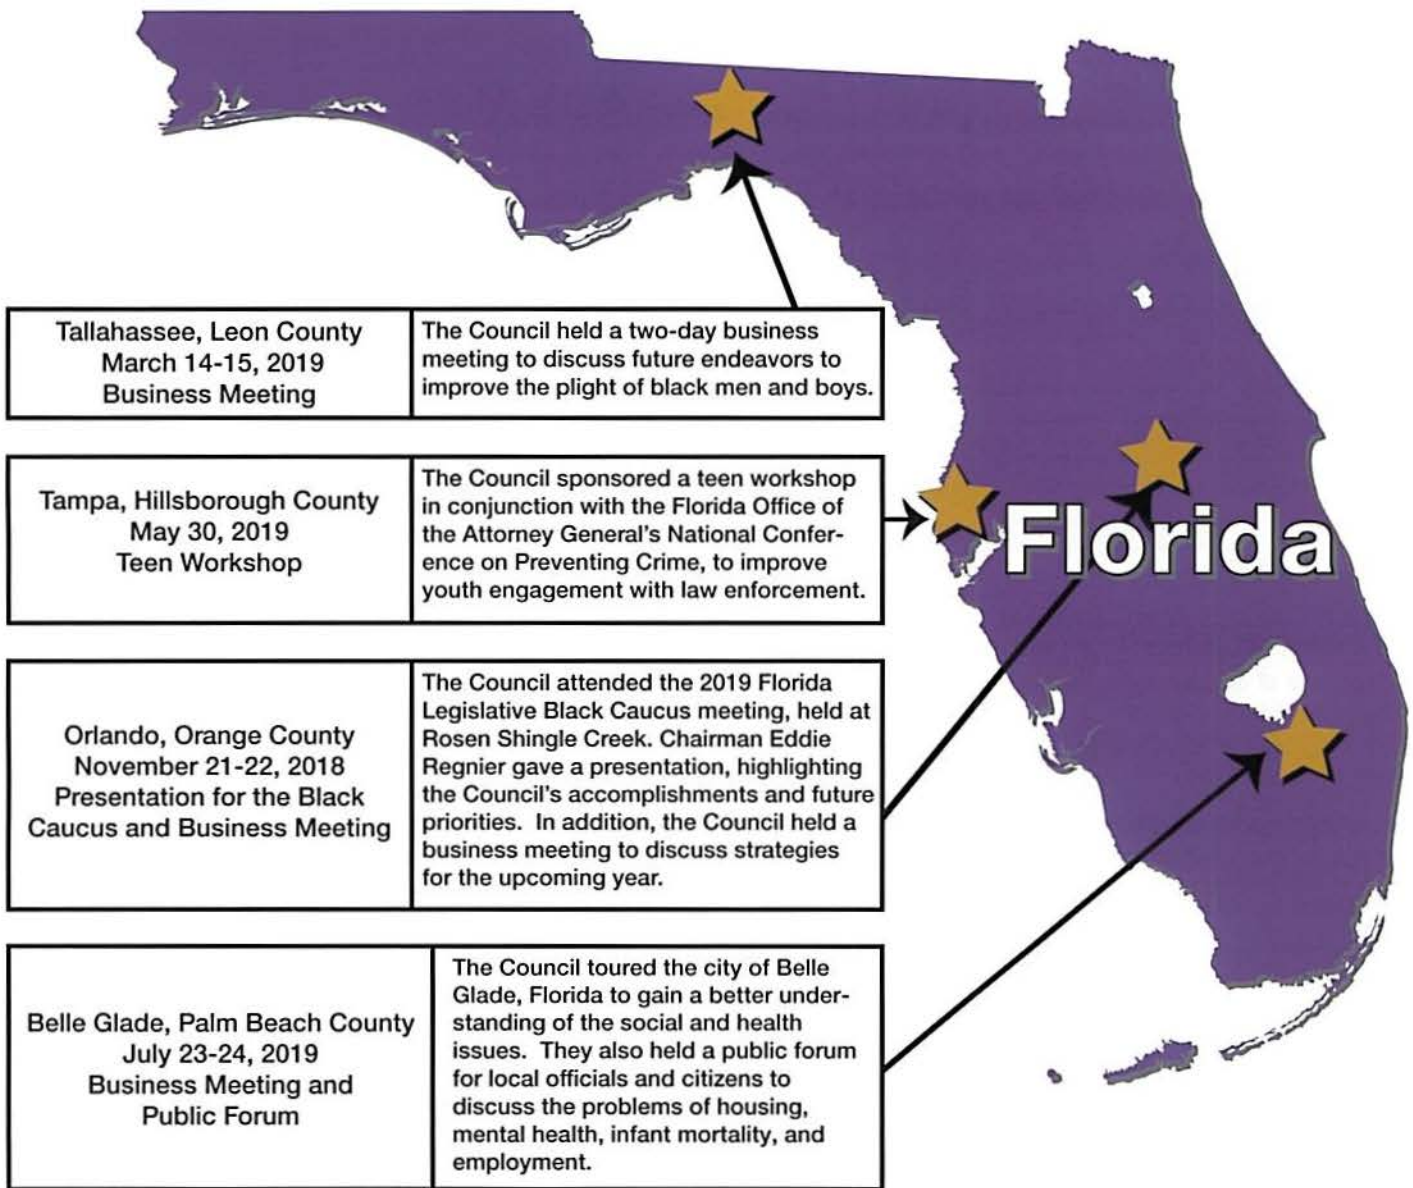 Tallahassee, Leon County
March 14-15, 2019
Business Meeting
The Council held a two-day business
meeting to discuss future endeavors to
improve the plight of black men and boys.
Tampa, Hillsborough County
May 30, 2019
Teen Workshop
The Council sponsored a teen workshop
in conjunction with the Florida Office of
the Attorney General's National Confer-
ence on Preventing Crime, to improve
youth engagement with law enforcement.
Florida
Orlando, Orange County
November 21-22, 2018
Presentation for the Black
Caucus and Business Meeting
The Council attended the 2019 Florida
Legislative Black Caucus meeting, held at
Rosen Shingle Creek. Chairman Eddie
Regnier gave a presentation, highlighting
the Council's accomplishments and future
priorities.  In addition, the Council held a
business meeting to discuss strategies
for the upcoming year.
Belle Glade, Palm Beach County
July 23-24, 2019
Business Meeting and
Public Forum
The Council toured the city of Belle
Glade, Florida to gain a better under-
standing of the social and health
issues.  They also held a public forum
for local officials and citizens to
discuss the problems of housing,
mental health, infant mortality, and
employment.